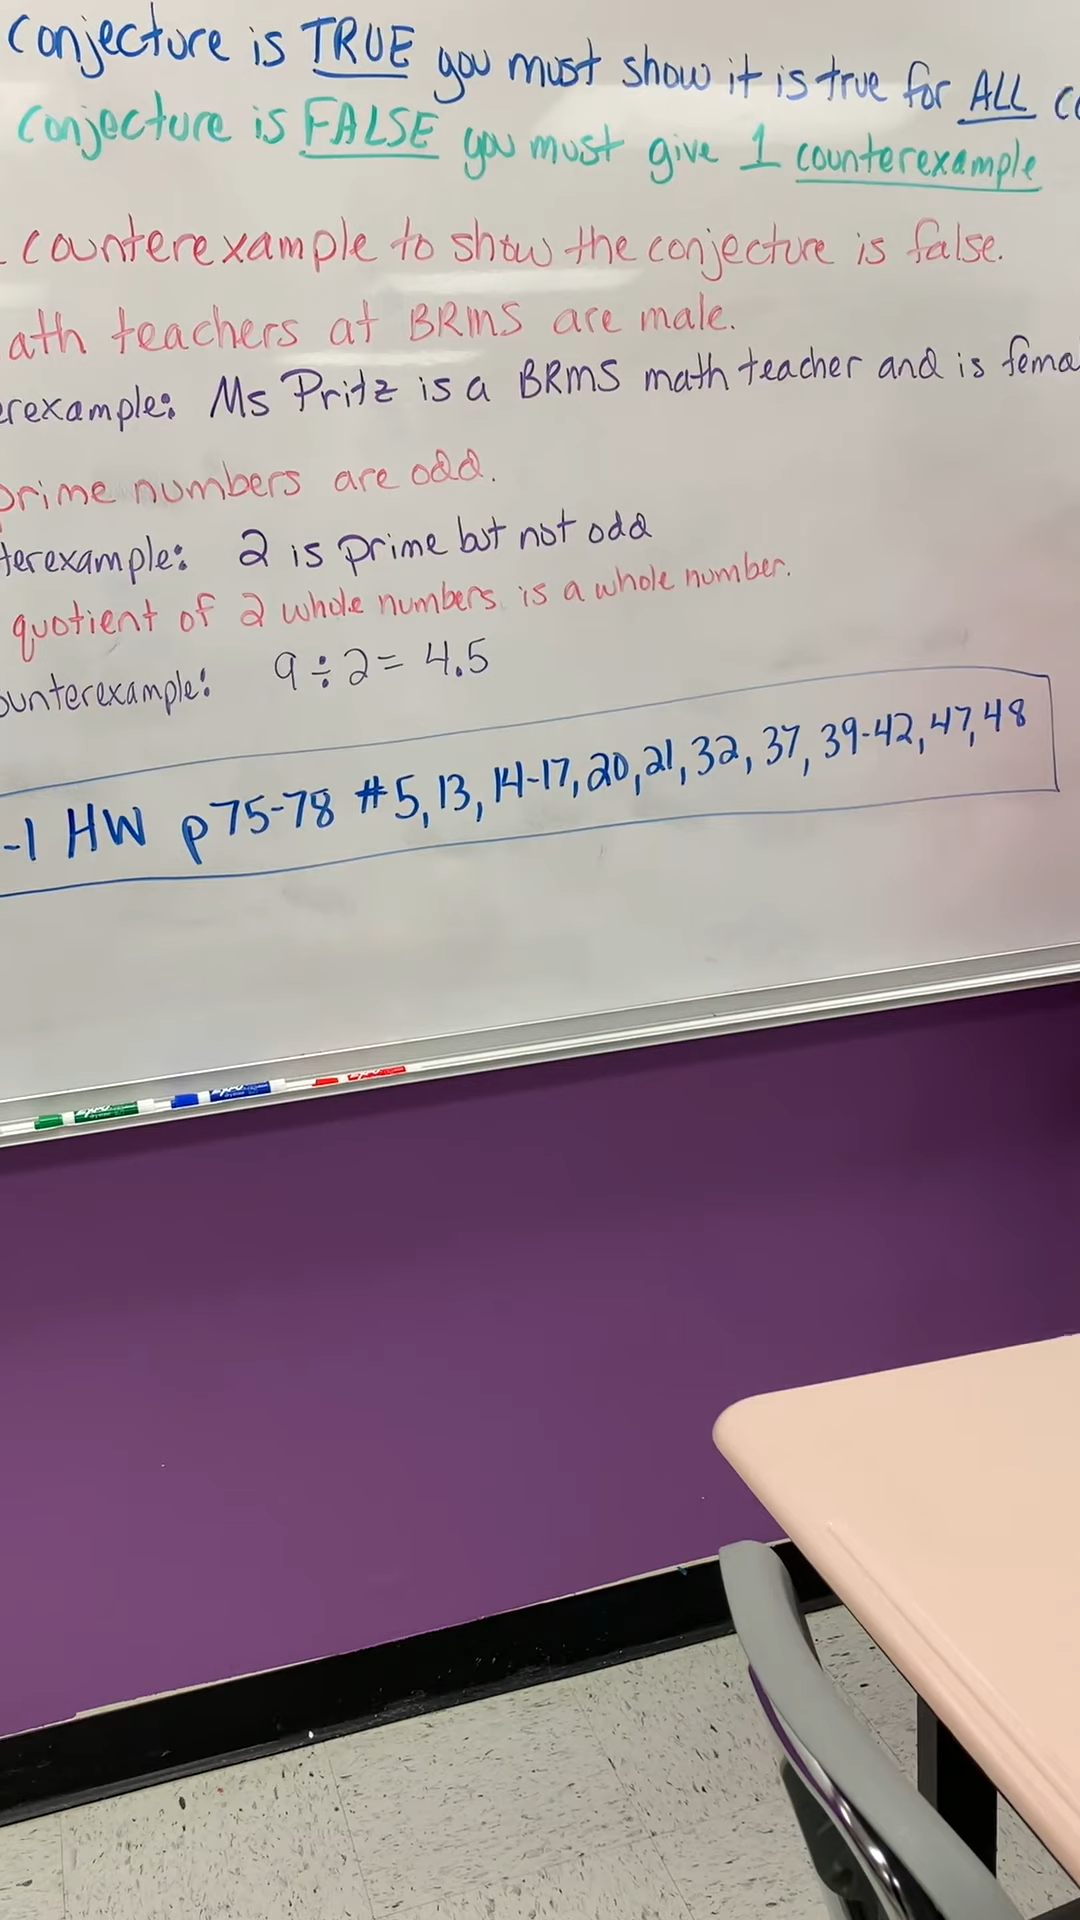 conjecture is TRUE you must show it is true for ALL
conjecture is FALSE you must give 1 counterexample
counterexample to show the conjecture is false.
ath teachers at BRMS are male.
erexample: Ms Pritz is a BRMS math teacher and is fema
prime numbers are odd.
terexample: 2 is prime but not odd
quotient of 2 whole numbers is a whole number.
ounterexample: 9 ÷ 2 = 4.5
-1 HW p75-78 #5, 13, 14-17, 20, 21, 32, 37, 39-42, 47, 48